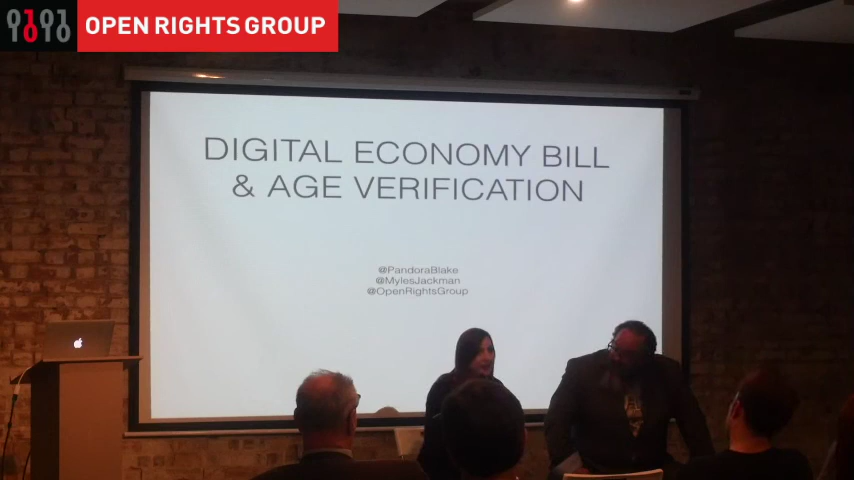 OPEN RIGHTS GROUP
DIGITAL ECONOMY BILL
& AGE VERIFICATION
@PandoraBlake
@MylesJackman
@OpenRightsGroup